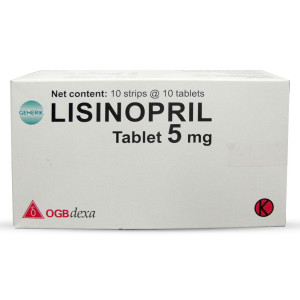 Net content: 10 strips @ 10 tablets
GENERIK
LISINOPRIL
Tablet 5 mg
OGBdexa
K